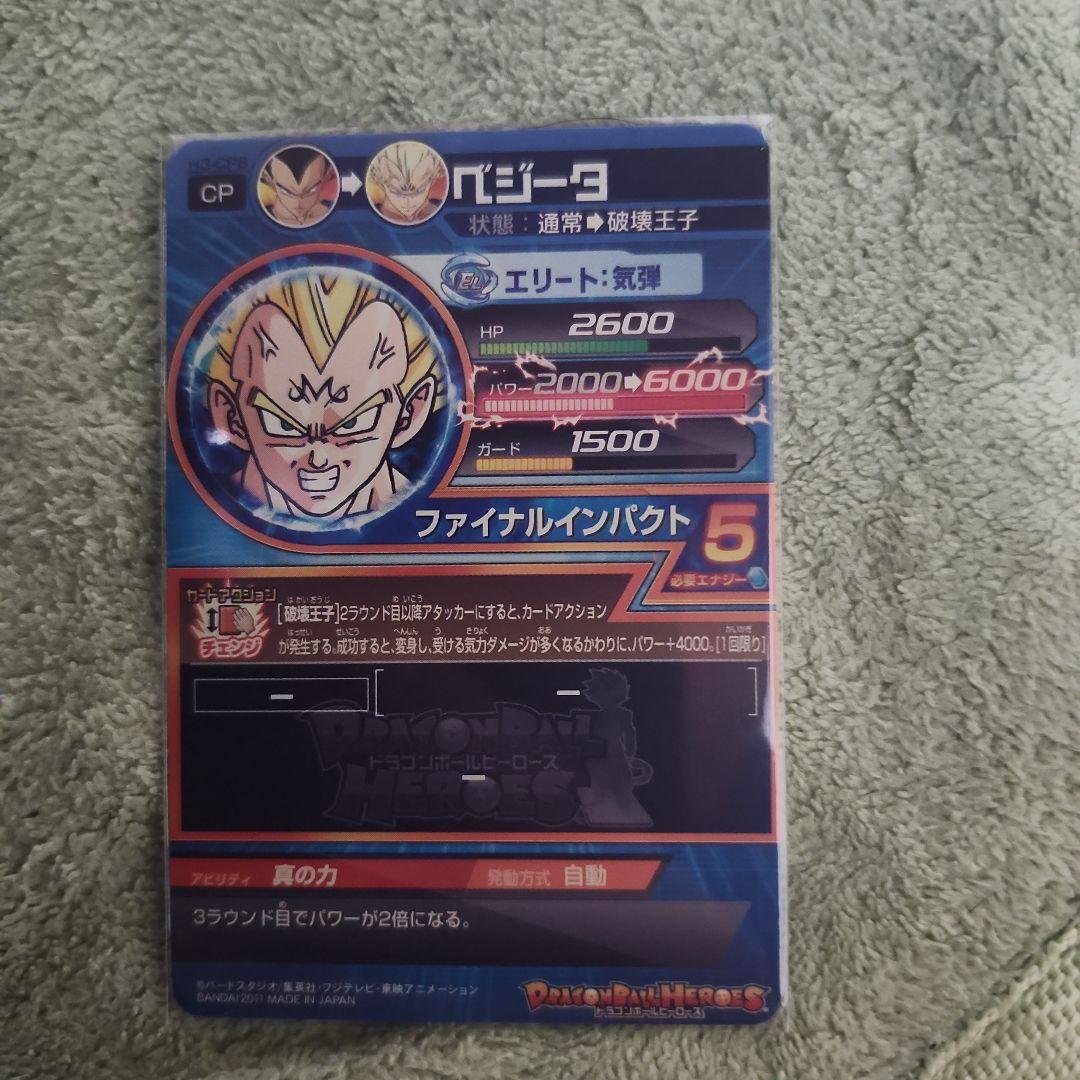 H3-CP8
CP
ベジータ
状態：通常➡破壊王子
EL エリート：気弾
HP 2600
パワー 2000➡6000
ガード 1500
ファイナルインパクト 5
必要エナジー
カードアクション
チェンジ
[破壊王子]2ラウンド目以降アタッカーにすると、カードアクション
が発生する。成功すると、変身し、受ける気力ダメージが多くなるかわりに、パワー+4000。[1回限り]
ー ー
DRAGONBALL
ドラゴンボールヒーローズ
HEROES
ー
アビリティ 真の力 発動方式 自動
3ラウンド目でパワーが2倍になる。
©バードスタジオ/集英社・フジテレビ・東映アニメーション
BANDAI 2011 MADE IN JAPAN
DRAGONBALL HEROES
ドラゴンボールヒーローズ